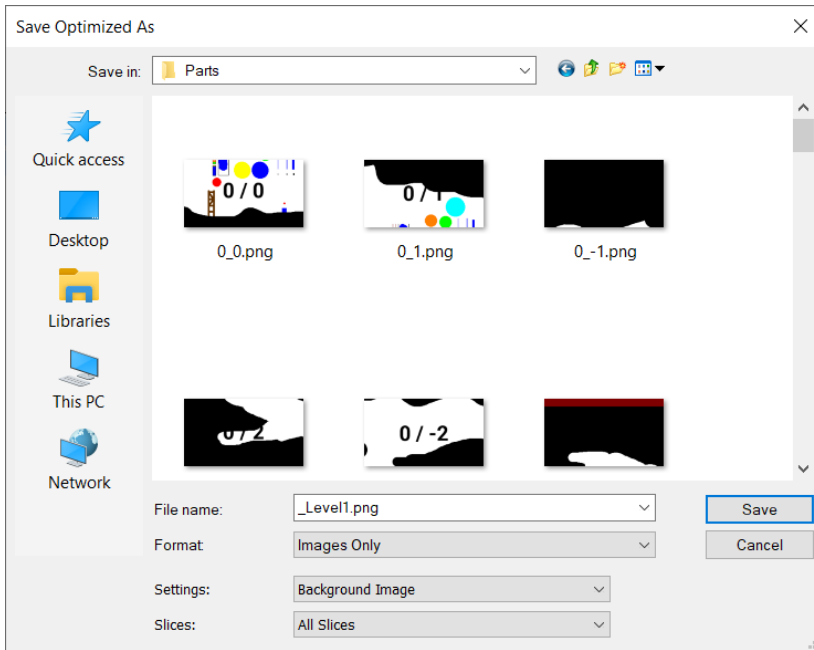 Save Optimized As
Save in:
Parts
Quick access
Desktop
Libraries
This PC
Network
0 / 0
0_0.png
0 / 1
0_1.png
0_-1.png
0 / 2
0 / -2
File name:
_Level1.png
Save
Format
Images Only
Cancel
Settings:
Background Image
Slices:
All Slices